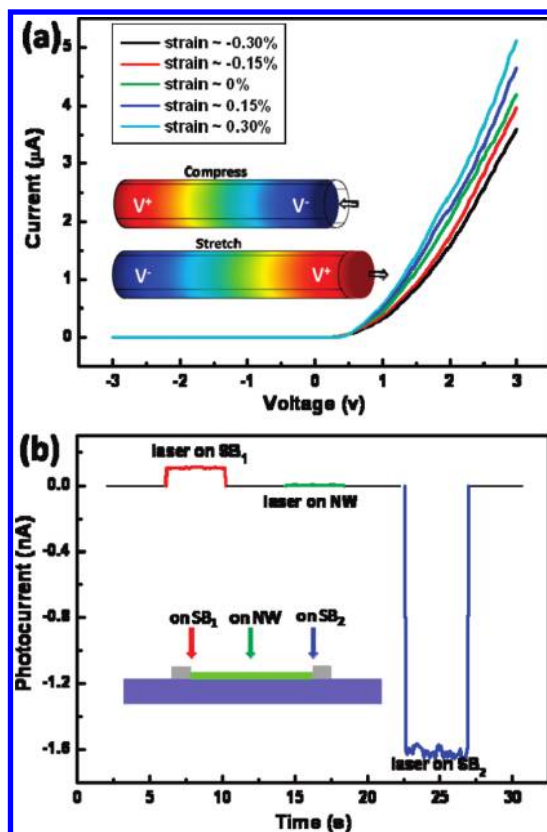 (a)
strain ~ -0.30%
strain ~ -0.15%
strain ~ 0%
strain ~ 0.15%
strain ~ 0.30%
Compress
V⁺ V⁻
Stretch
V⁻ V⁺
Current (μA)
5
4
3
2
1
0
-3 -2 -1 0 1 2 3
Voltage (v)
(b)
laser on SB₁
laser on NW
on SB₁ on NW on SB₂
laser on SB₂
Photocurrent (nA)
0.0
-0.4
-0.8
-1.2
-1.6
0 5 10 15 20 25 30
Time (s)